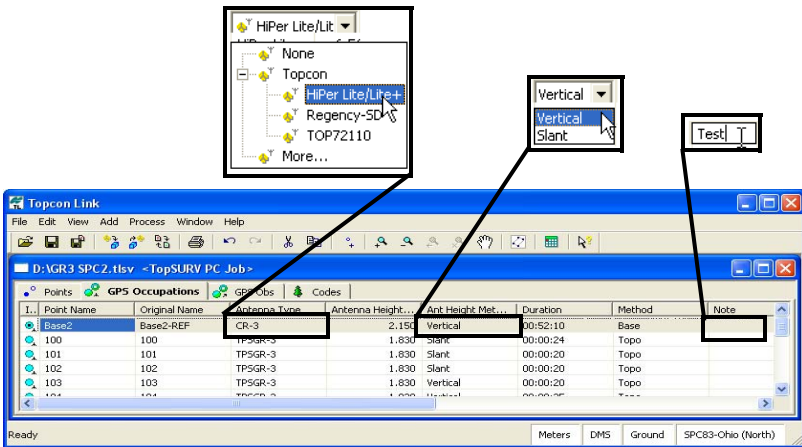 HiPer Lite/Lit
None
Topcon
HiPer Lite/Lite+
Regency-SD
TOP72110
More...
Vertical
Vertical
Slant
Test
Topcon Link
File Edit View Add Process Window Help
D:\GR3 SPC2.tlsv <TopSURV PC Job>
Points GPS Occupations GPS Obs Codes
I.. Point Name Original Name Antenna Type Antenna Height... Ant Height Met... Duration Method Note
Base2 Base2-REF CR-3 2.150 Vertical 00:52:10 Base
100 100 TPSGR-3 1.830 Slant 00:00:24 Topo
101 101 TPSGR-3 1.830 Slant 00:00:20 Topo
102 102 TPSGR-3 1.830 Slant 00:00:20 Topo
103 103 TPSGR-3 1.830 Vertical 00:00:20 Topo
Ready Meters DMS Ground SPC83-Ohio (North)